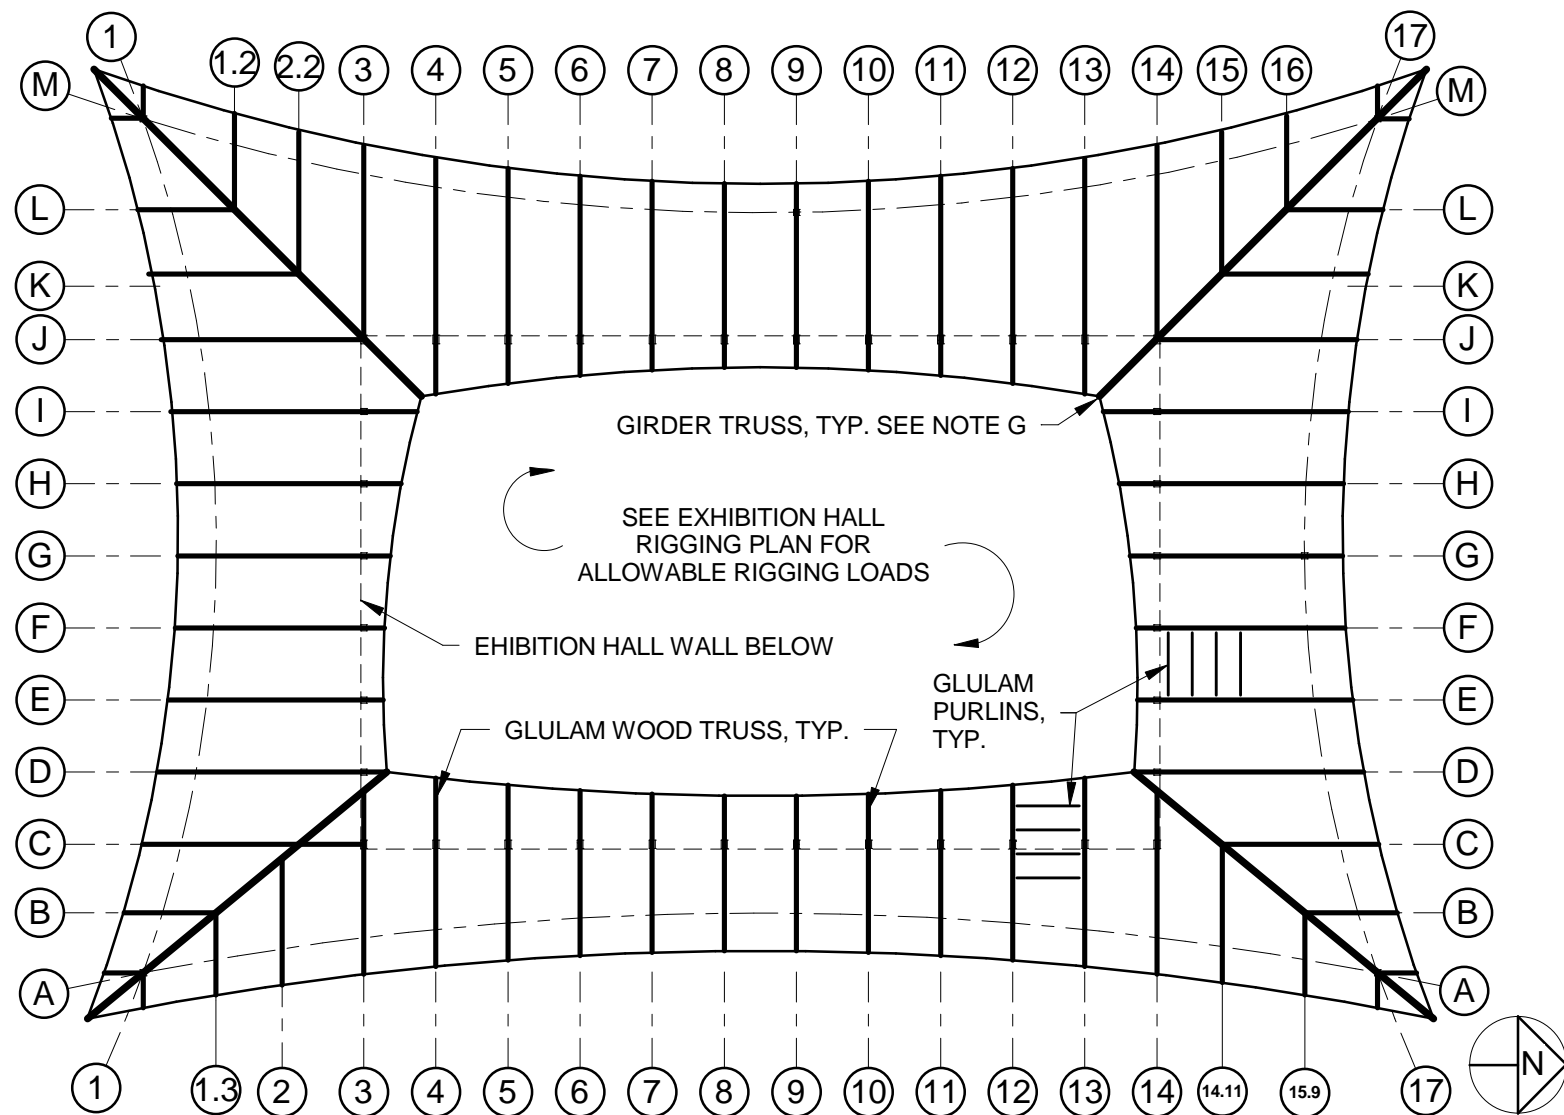 1
1.2
2.2
3
4
5
6
7
8
9
10
11
12
13
14
15
16
17
M
M
L
L
K
K
J
J
I
I
H
H
G
G
F
F
E
E
D
D
C
C
B
B
A
A
GIRDER TRUSS, TYP. SEE NOTE G
SEE EXHIBITION HALL
RIGGING PLAN FOR
ALLOWABLE RIGGING LOADS
EHIBITION HALL WALL BELOW
GLULAM
PURLINS,
TYP.
GLULAM WOOD TRUSS, TYP.
1
1.3
2
3
4
5
6
7
8
9
10
11
12
13
14
14.11
15.9
17
N